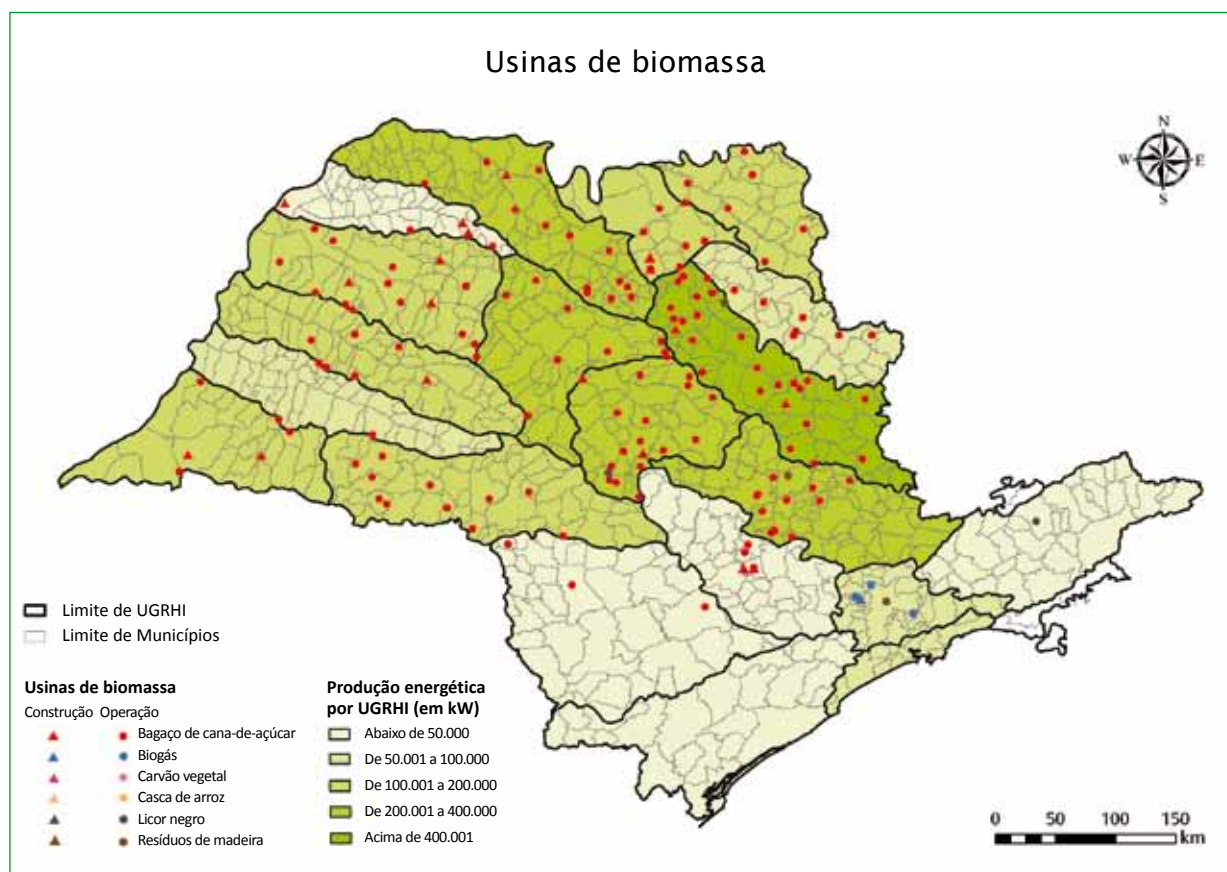 Usinas de biomassa
N
W E
S
Limite de UGRHI
Limite de Municípios
Usinas de biomassa
Construção Operação
Bagaço de cana-de-açúcar
Biogás
Carvão vegetal
Casca de arroz
Licor negro
Resíduos de madeira
Produção energética
por UGRHI (em kW)
Abaixo de 50.000
De 50.001 a 100.000
De 100.001 a 200.000
De 200.001 a 400.000
Acima de 400.001
0 50 100 150
km